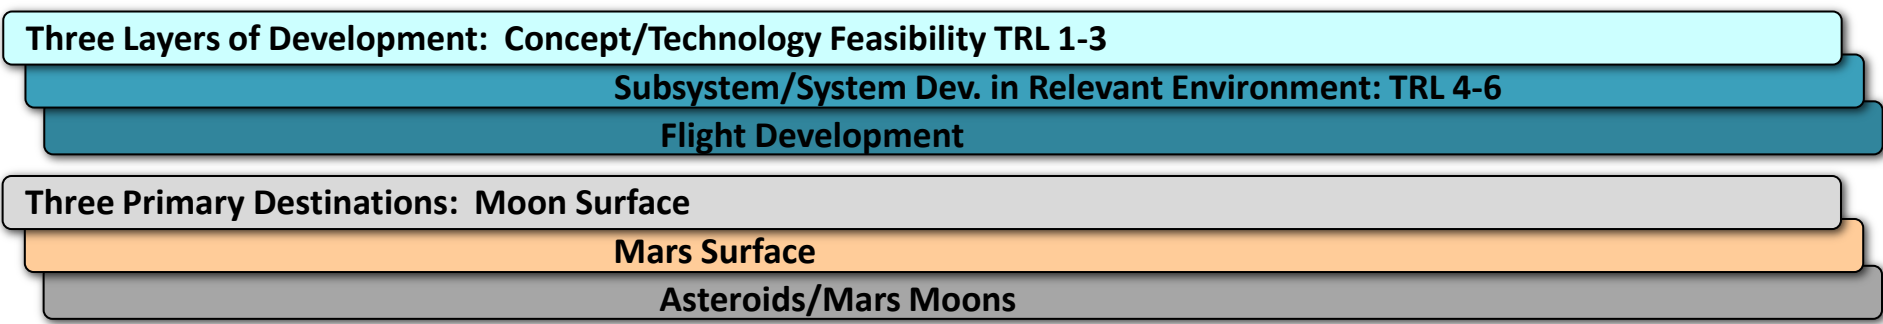 Three Layers of Development: Concept/Technology Feasibility TRL 1-3
Subsystem/System Dev. in Relevant Environment: TRL 4-6
Flight Development
Three Primary Destinations: Moon Surface
Mars Surface
Asteroids/Mars Moons